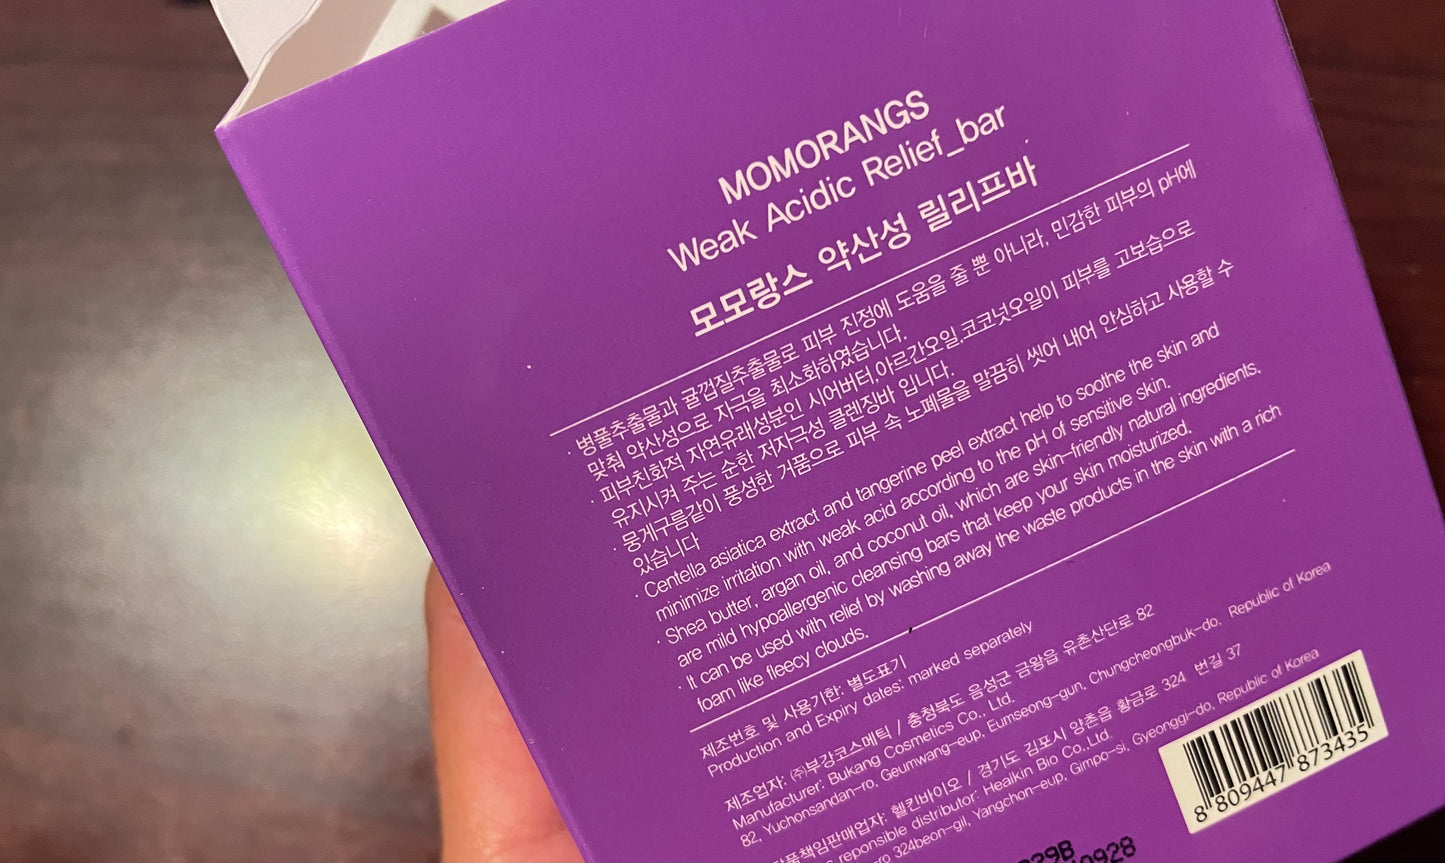 MOMORANGS
Weak Acidic Relief_bar
모모랑스 약산성 릴리프바
· 병풀추출물과 귤껍질추출물로 피부 진정에 도움을 줄 뿐 아니라, 민감한 피부의 pH에
맞춰 약산성으로 자극을 최소화하였습니다.
· 피부친화적 자연유래성분인 시어버터,아르간오일,코코넛오일이 피부를 고보습으로
유지시켜 주는 순한 저자극성 클렌징바 입니다.
· 뭉게구름같이 풍성한 거품으로 피부 속 노폐물을 말끔히 씻어 내어 안심하고 사용할 수
있습니다
· Centella asiatica extract and tangerine peel extract help to soothe the skin and
minimize irritation with weak acid according to the pH of sensitive skin.
· Shea butter, argan oil, and coconut oil, which are skin-friendly natural ingredients,
are mild hypoallergenic cleansing bars that keep your skin moisturized.
· It can be used with relief by washing away the waste products in the skin with a rich
foam like fleecy clouds.
제조번호 및 사용기한: 별도표기
Production and Expiry dates: marked separately
제조업자: ㈜부강코스메틱 / 충청북도 음성군 금왕읍 유촌산단로 82
Manufacturer: Bukang Cosmetics Co., Ltd.
82, Yuchonsandan-ro, Geumwang-eup, Eumseong-gun, Chungcheongbuk-do, Republic of Korea
책임판매업자: 헬킨바이오 / 경기도 김포시 양촌읍 황금로 324 번길 37
reponsible distributor: Healkin Bio Co.,Ltd.
324beon-gil, Yangchon-eup, Gimpo-si, Gyeonggi-do, Republic of Korea
8 809447 873435